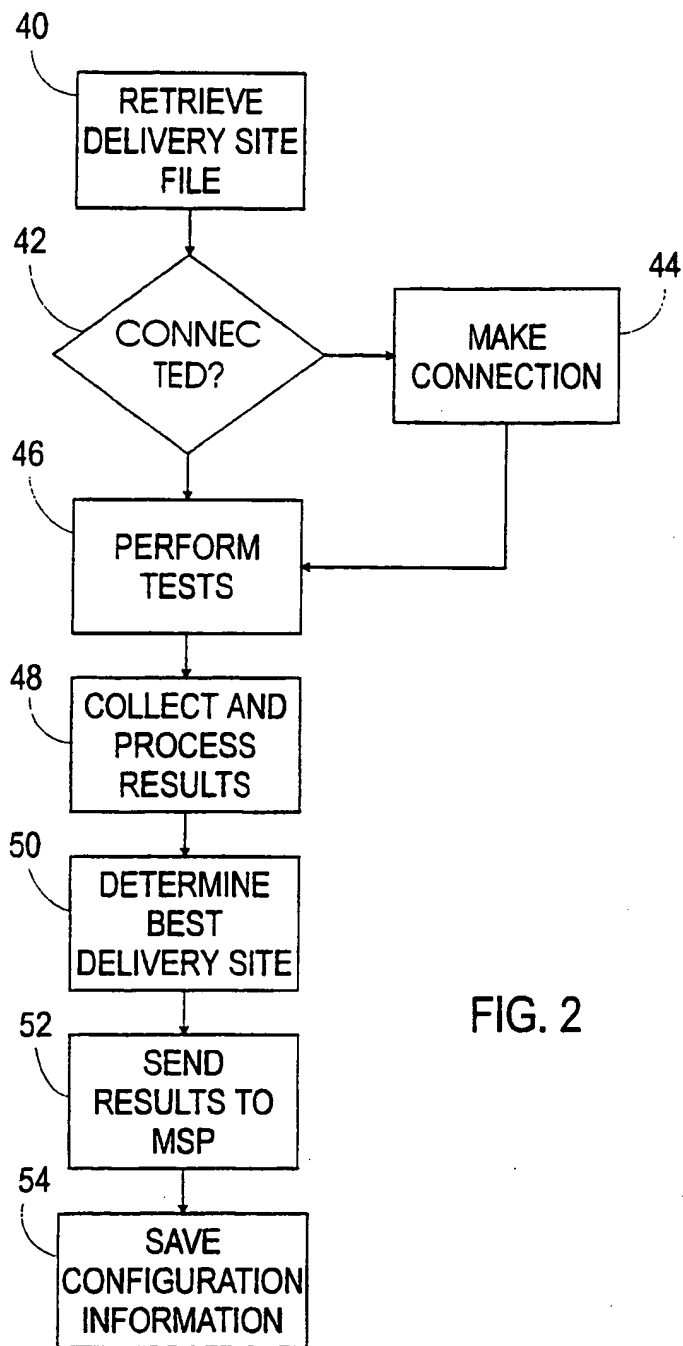 40
RETRIEVE
DELIVERY SITE
FILE
42
CONNEC
TED?
44
MAKE
CONNECTION
46
PERFORM
TESTS
48
COLLECT AND
PROCESS
RESULTS
50
DETERMINE
BEST
DELIVERY SITE
52
SEND
RESULTS TO
MSP
54
SAVE
CONFIGURATION
INFORMATION
FIG. 2